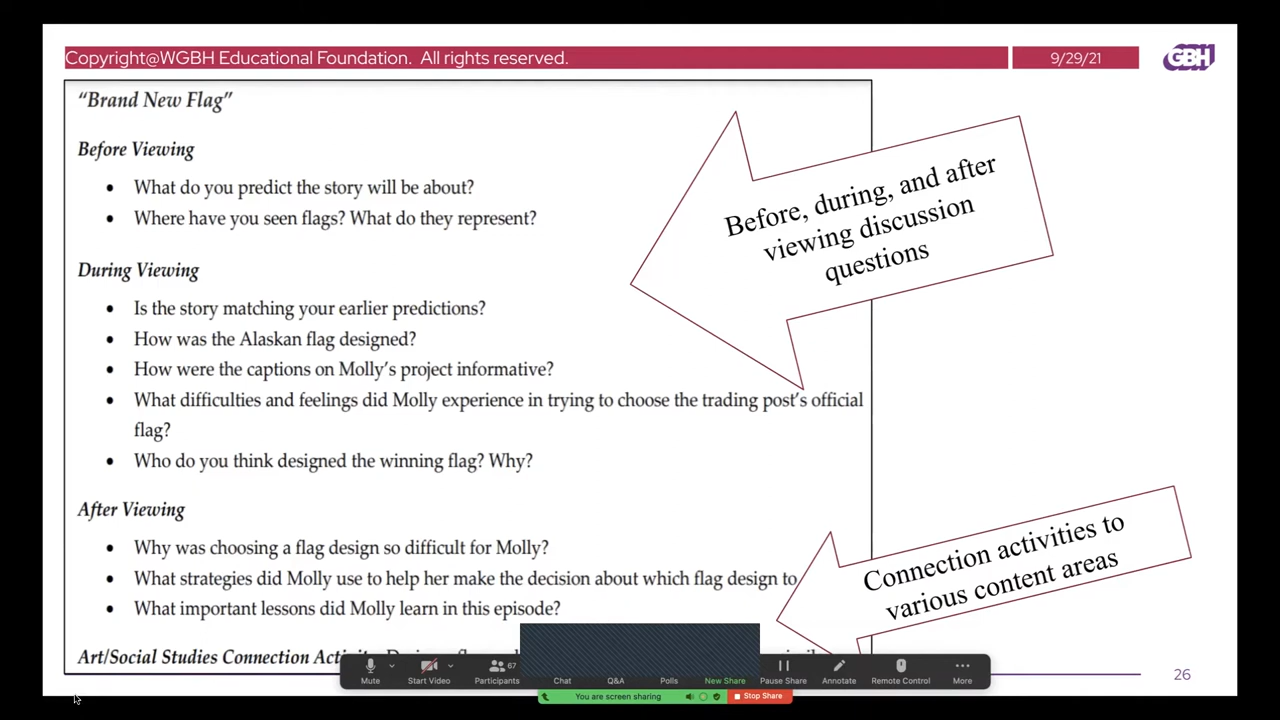 Copyright@WGBH Educational Foundation. All rights reserved.
9/29/21
GBH
"Brand New Flag"
Before Viewing
• What do you predict the story will be about?
• Where have you seen flags? What do they represent?
During Viewing
• Is the story matching your earlier predictions?
• How was the Alaskan flag designed?
• How were the captions on Molly's project informative?
• What difficulties and feelings did Molly experience in trying to choose the trading post's official
flag?
• Who do you think designed the winning flag? Why?
After Viewing
• Why was choosing a flag design so difficult for Molly?
• What strategies did Molly use to help her make the decision about which flag design to
• What important lessons did Molly learn in this episode?
Art/Social Studies Connection
Before, during, and after
viewing discussion
questions
Connection activities to
various content areas
67
Mute
Start Video
Participants
Chat
Q&A
Polls
New Share
Pause Share
Annotate
Remote Control
More
You are screen sharing
Stop Share
26